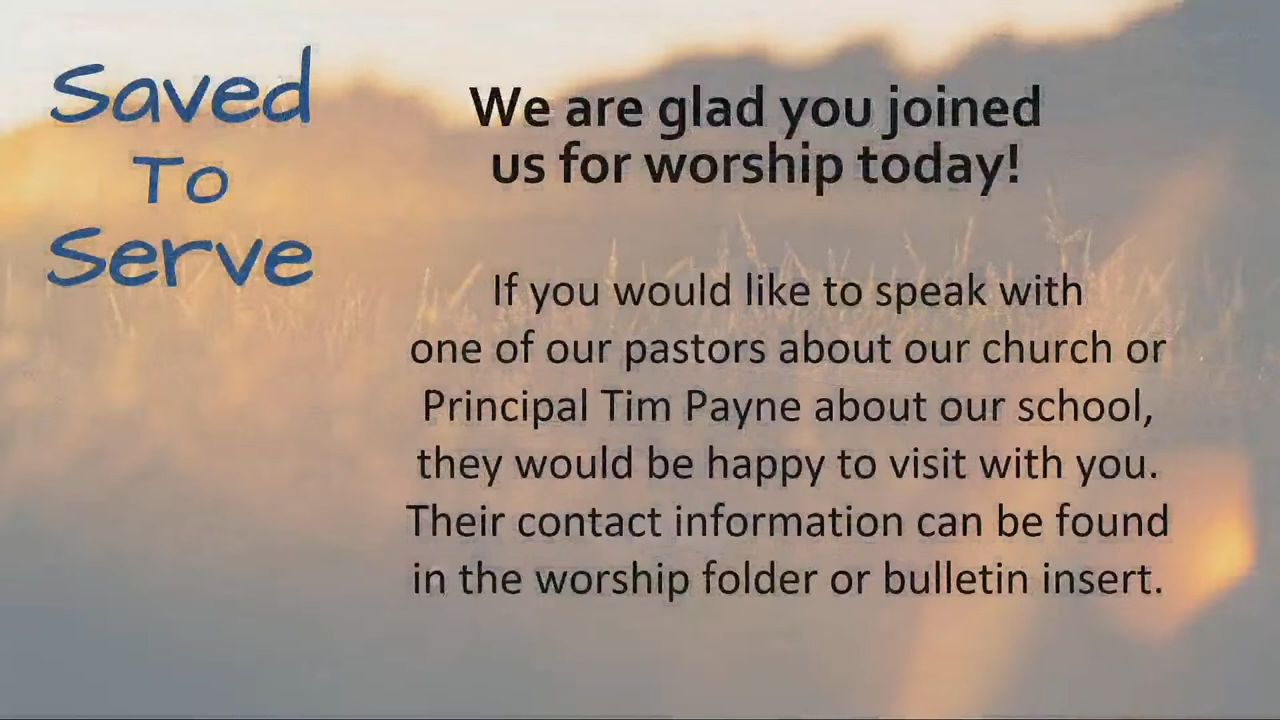 Saved
To
Serve
We are glad you joined
us for worship today!
If you would like to speak with
one of our pastors about our church or
Principal Tim Payne about our school,
they would be happy to visit with you.
Their contact information can be found
in the worship folder or bulletin insert.